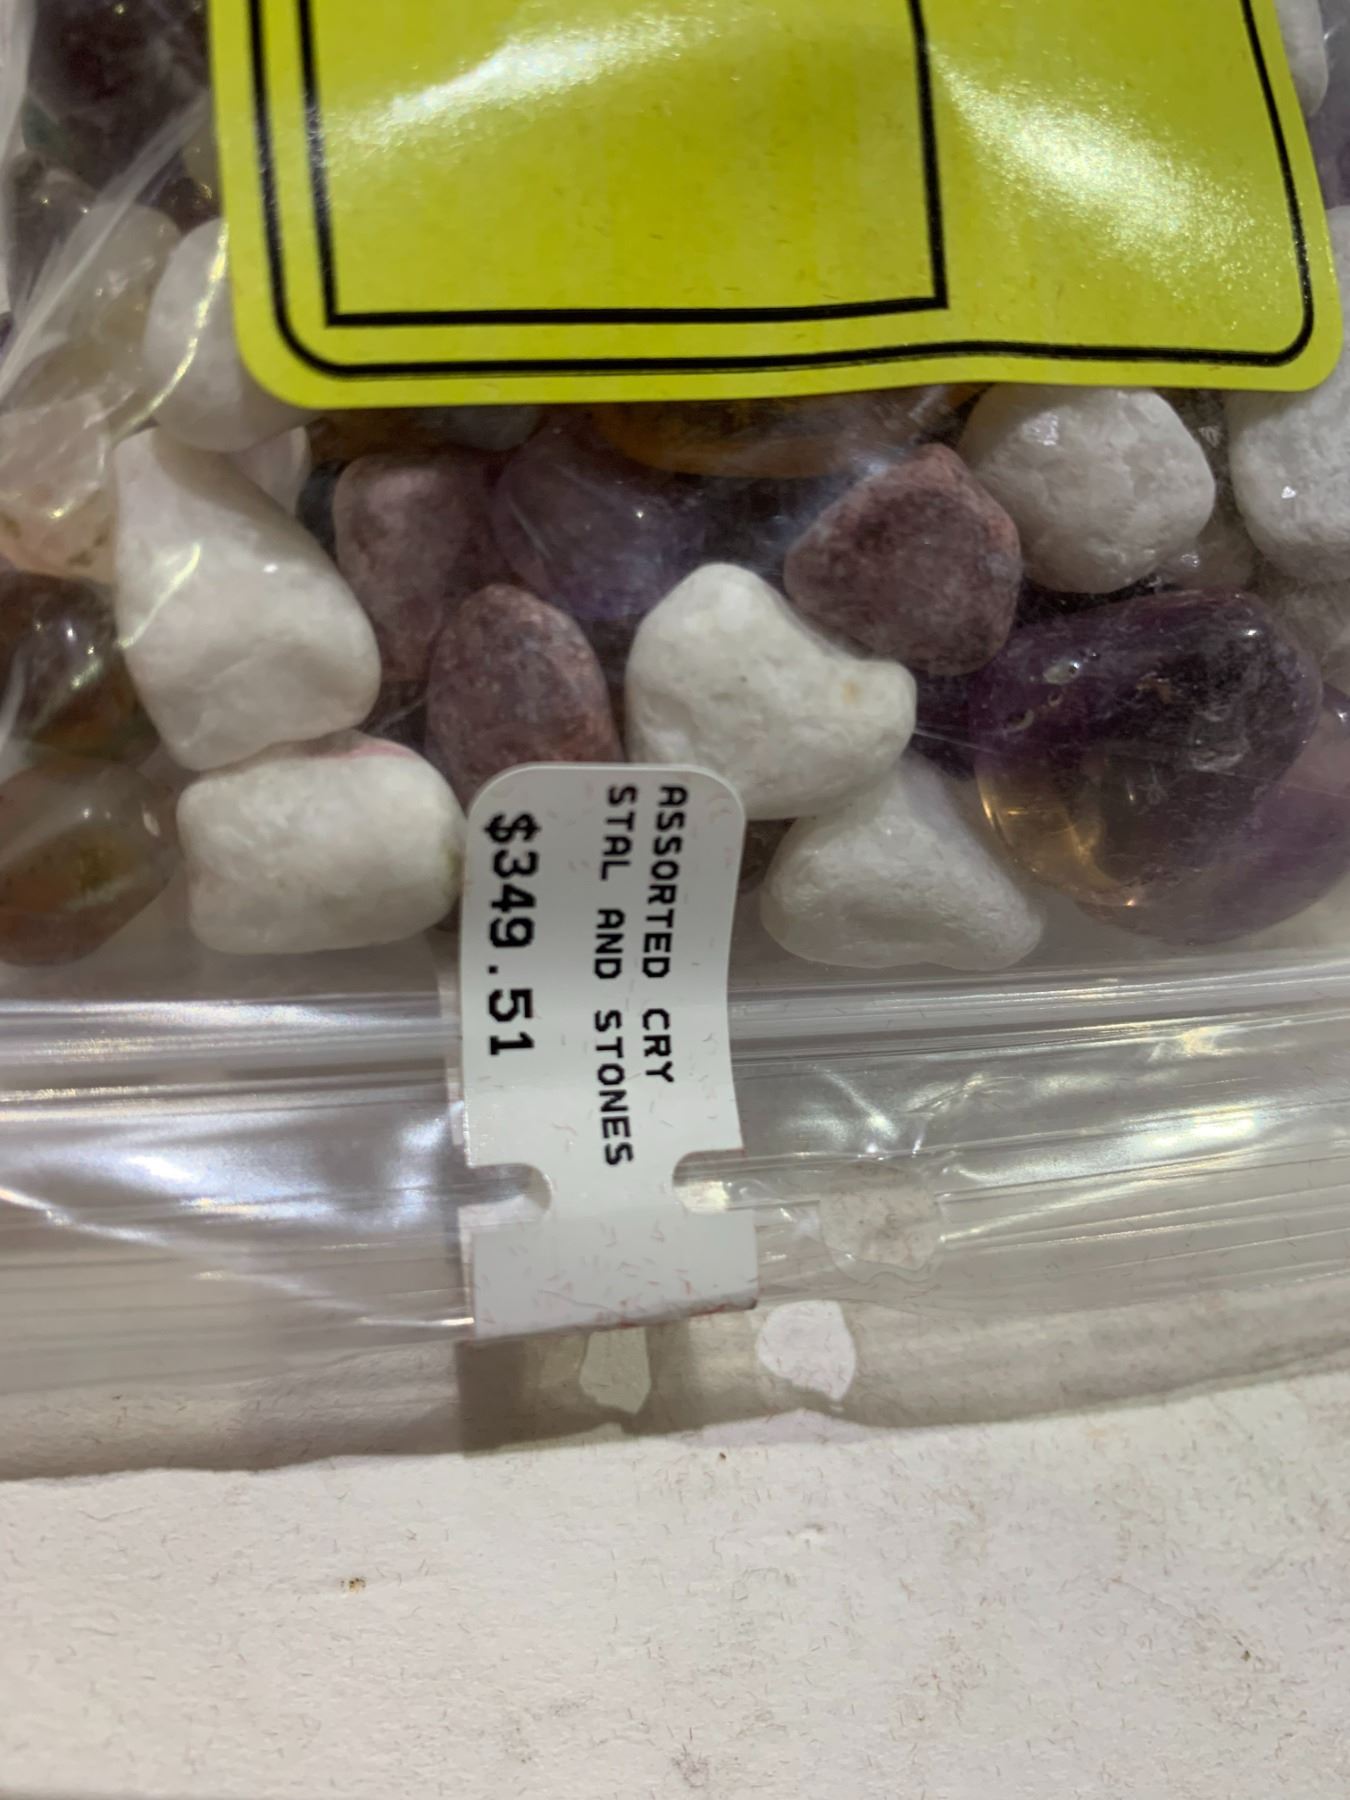 ASSORTED CRY
STAL AND STONES
$349.51